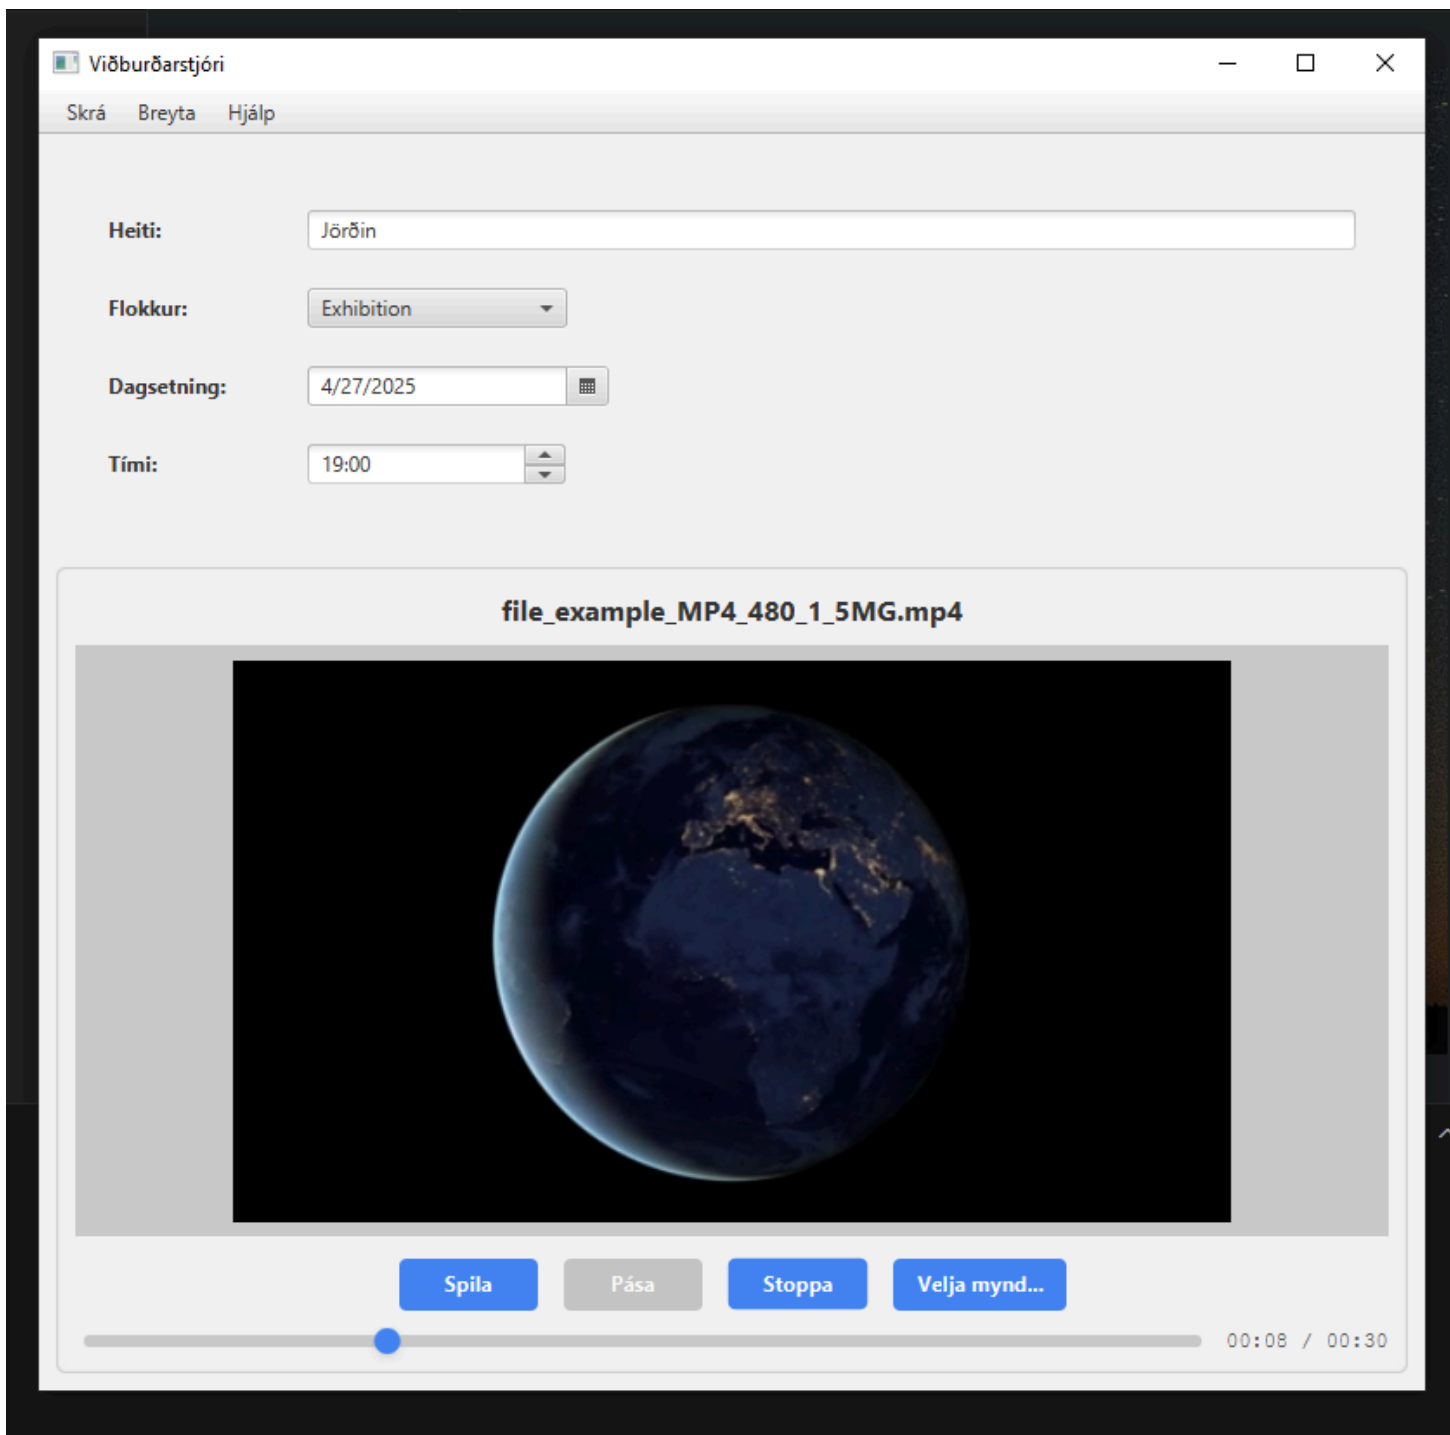 Viðburðarstjóri
Skrá Breyta Hjálp
Heiti: Jörðin
Flokkur: Exhibition
Dagsetning: 4/27/2025
Tími: 19:00
file_example_MP4_480_1_5MG.mp4
Spila Pása Stoppa Velja mynd...
00:08 / 00:30